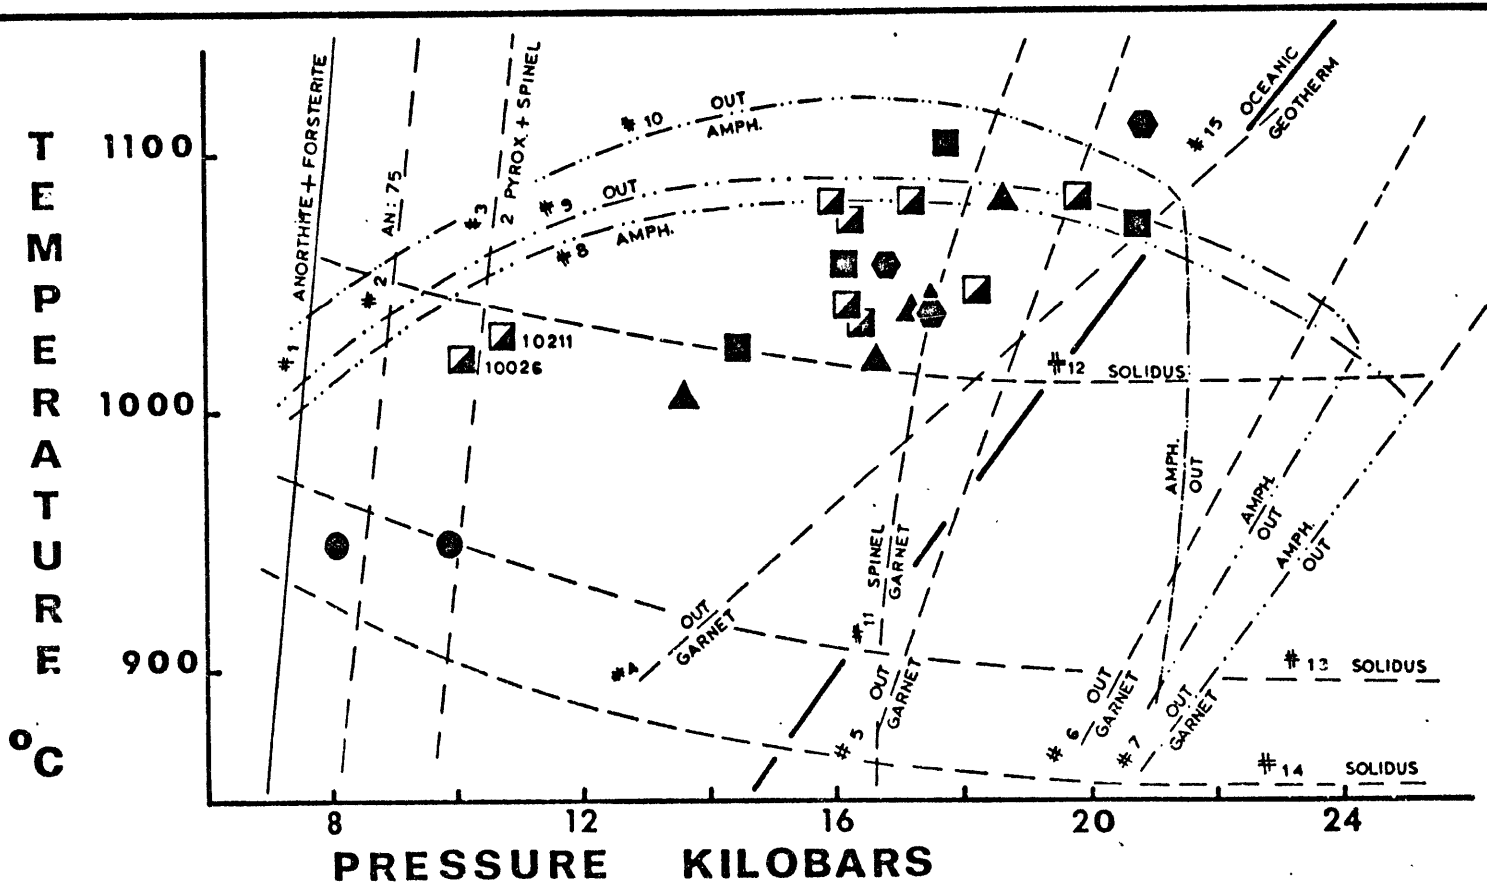 TEMPERATURE
°C
1100
1000
900
8
12
16
20
24
PRESSURE KILOBARS
#1 ANORTHITE + FORSTERITE
#2 AN: 75
#3 2 PYROX. + SPINEL
#10 OUT
AMPH.
#9 OUT
#8 AMPH.
#15 OCEANIC
GEOTHERM
10211
10026
#12 SOLIDUS
AMPH.
OUT
AMPH.
OUT
AMPH.
OUT
#11 SPINEL
GARNET
#4 OUT
GARNET
#5 OUT
GARNET
#6 OUT
GARNET
#7 OUT
GARNET
#13 SOLIDUS
#14 SOLIDUS